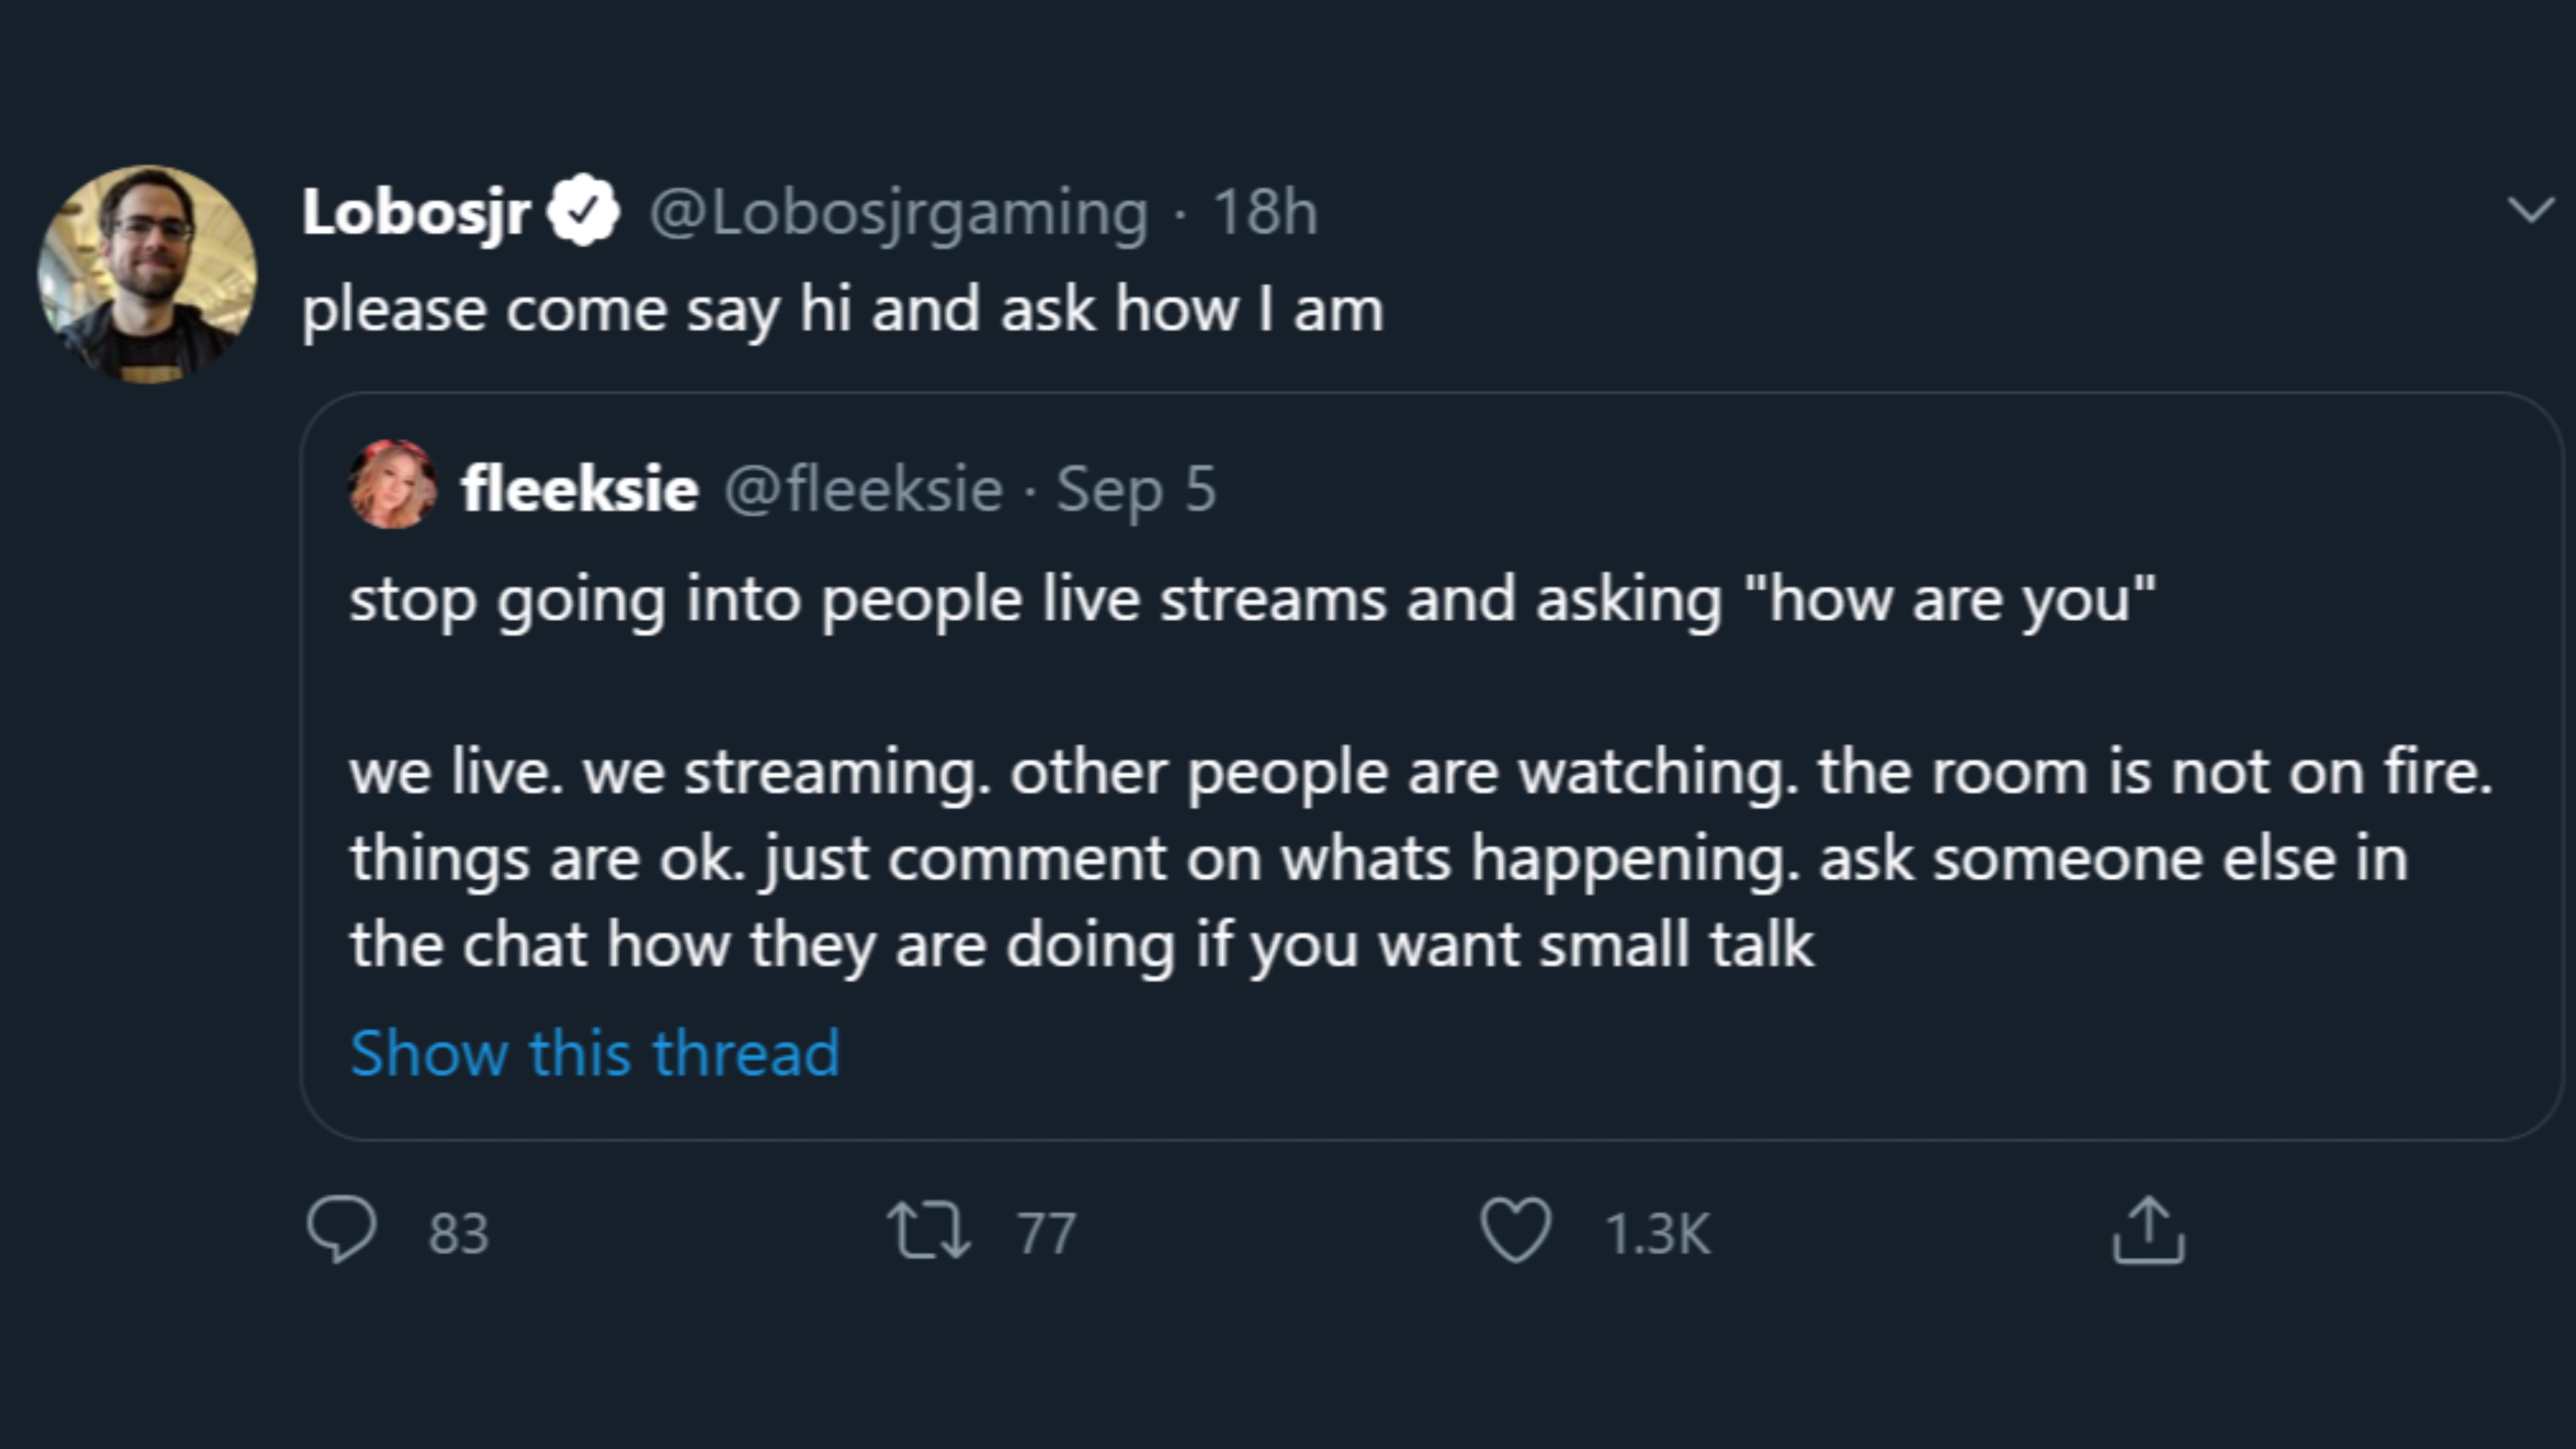 Lobosjr @Lobosjrgaming · 18h
please come say hi and ask how I am
fleeksie @fleeksie · Sep 5
stop going into people live streams and asking "how are you"
we live. we streaming. other people are watching. the room is not on fire.
things are ok. just comment on whats happening. ask someone else in
the chat how they are doing if you want small talk
Show this thread
83 77 1.3K